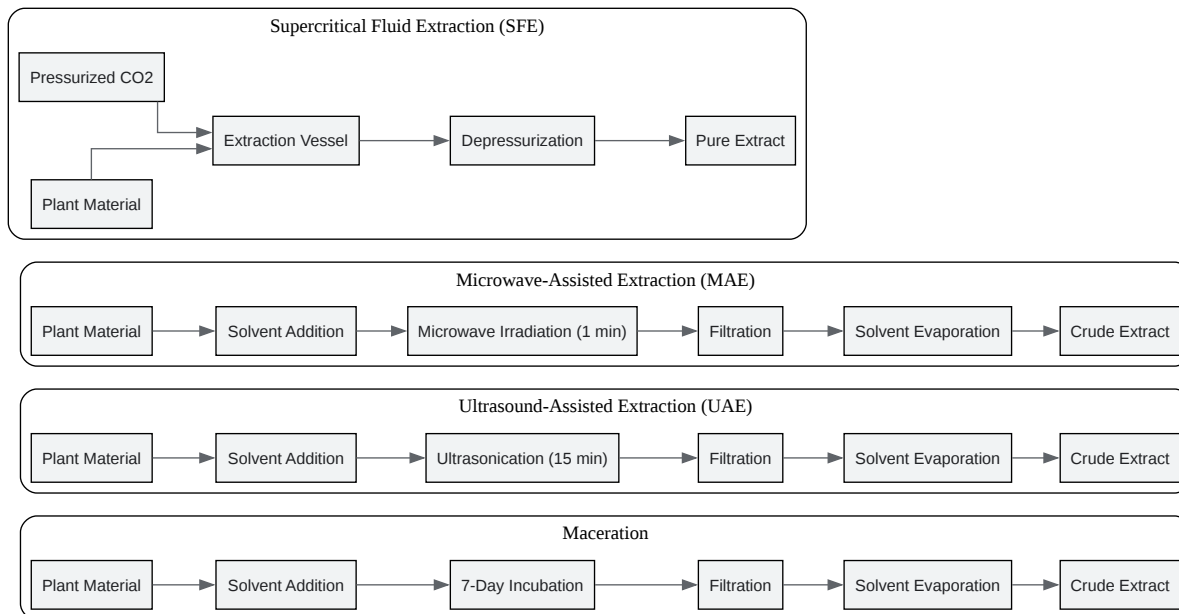 Supercritical Fluid Extraction (SFE)
Pressurized CO2
Extraction Vessel
Depressurization
Pure Extract
Plant Material
Microwave-Assisted Extraction (MAE)
Plant Material
Solvent Addition
Microwave Irradiation (1 min)
Filtration
Solvent Evaporation
Crude Extract
Ultrasound-Assisted Extraction (UAE)
Plant Material
Solvent Addition
Ultrasonication (15 min)
Filtration
Solvent Evaporation
Crude Extract
Maceration
Plant Material
Solvent Addition
7-Day Incubation
Filtration
Solvent Evaporation
Crude Extract